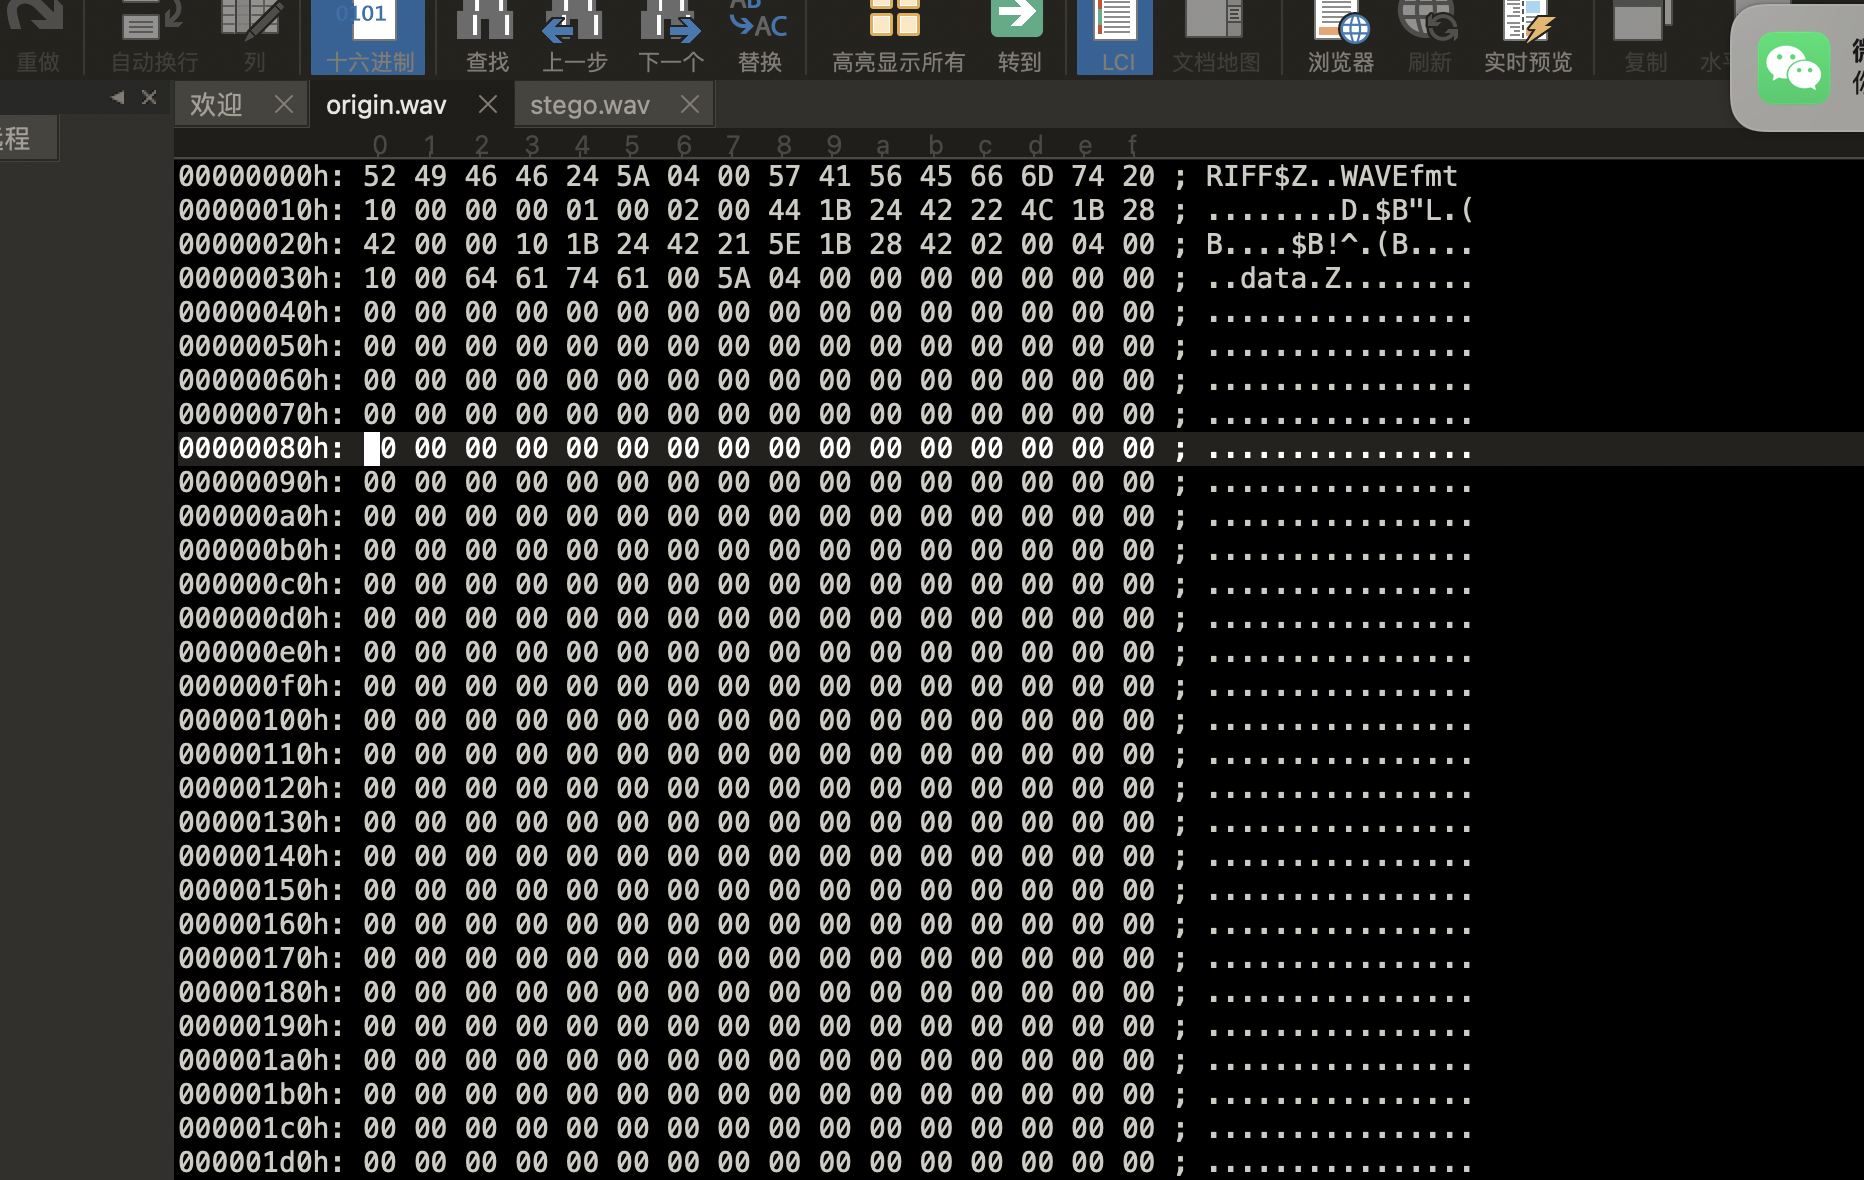 0101
AB
AC
重做 自动换行 列 十六进制 查找 上一步 下一个 替换 高亮显示所有 转到 LCI 文档地图 浏览器 刷新 实时预览 复制
欢迎 origin.wav stego.wav
程
0 1 2 3 4 5 6 7 8 9 a b c d e f
00000000h: 52 49 46 46 24 5A 04 00 57 41 56 45 66 6D 74 20 ; RIFF$Z..WAVEfmt
00000010h: 10 00 00 00 01 00 02 00 44 1B 24 42 22 4C 1B 28 ; ........D.$B"L.(
00000020h: 42 00 00 10 1B 24 42 21 5E 1B 28 42 02 00 04 00 ; B....$B!^.(B....
00000030h: 10 00 64 61 74 61 00 5A 04 00 00 00 00 00 00 00 ; ..data.Z........
00000040h: 00 00 00 00 00 00 00 00 00 00 00 00 00 00 00 00 ; ................
00000050h: 00 00 00 00 00 00 00 00 00 00 00 00 00 00 00 00 ; ................
00000060h: 00 00 00 00 00 00 00 00 00 00 00 00 00 00 00 00 ; ................
00000070h: 00 00 00 00 00 00 00 00 00 00 00 00 00 00 00 00 ; ................
00000080h: 0 00 00 00 00 00 00 00 00 00 00 00 00 00 00 00 ; ................
00000090h: 00 00 00 00 00 00 00 00 00 00 00 00 00 00 00 00 ; ................
000000a0h: 00 00 00 00 00 00 00 00 00 00 00 00 00 00 00 00 ; ................
000000b0h: 00 00 00 00 00 00 00 00 00 00 00 00 00 00 00 00 ; ................
000000c0h: 00 00 00 00 00 00 00 00 00 00 00 00 00 00 00 00 ; ................
000000d0h: 00 00 00 00 00 00 00 00 00 00 00 00 00 00 00 00 ; ................
000000e0h: 00 00 00 00 00 00 00 00 00 00 00 00 00 00 00 00 ; ................
000000f0h: 00 00 00 00 00 00 00 00 00 00 00 00 00 00 00 00 ; ................
00000100h: 00 00 00 00 00 00 00 00 00 00 00 00 00 00 00 00 ; ................
00000110h: 00 00 00 00 00 00 00 00 00 00 00 00 00 00 00 00 ; ................
00000120h: 00 00 00 00 00 00 00 00 00 00 00 00 00 00 00 00 ; ................
00000130h: 00 00 00 00 00 00 00 00 00 00 00 00 00 00 00 00 ; ................
00000140h: 00 00 00 00 00 00 00 00 00 00 00 00 00 00 00 00 ; ................
00000150h: 00 00 00 00 00 00 00 00 00 00 00 00 00 00 00 00 ; ................
00000160h: 00 00 00 00 00 00 00 00 00 00 00 00 00 00 00 00 ; ................
00000170h: 00 00 00 00 00 00 00 00 00 00 00 00 00 00 00 00 ; ................
00000180h: 00 00 00 00 00 00 00 00 00 00 00 00 00 00 00 00 ; ................
00000190h: 00 00 00 00 00 00 00 00 00 00 00 00 00 00 00 00 ; ................
000001a0h: 00 00 00 00 00 00 00 00 00 00 00 00 00 00 00 00 ; ................
000001b0h: 00 00 00 00 00 00 00 00 00 00 00 00 00 00 00 00 ; ................
000001c0h: 00 00 00 00 00 00 00 00 00 00 00 00 00 00 00 00 ; ................
000001d0h: 00 00 00 00 00 00 00 00 00 00 00 00 00 00 00 00 ; ................